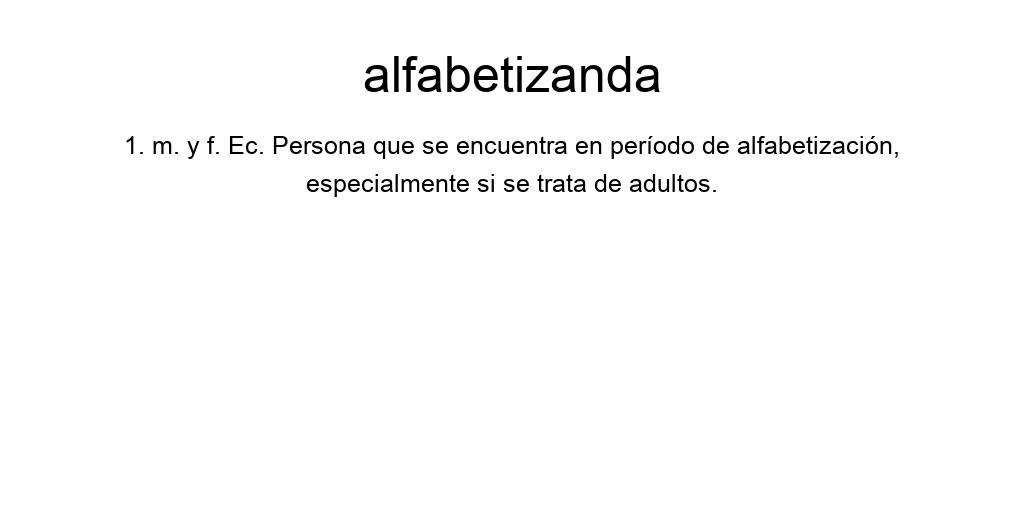 alfabetizanda
1. m. y f. Ec. Persona que se encuentra en período de alfabetización,
especialmente si se trata de adultos.